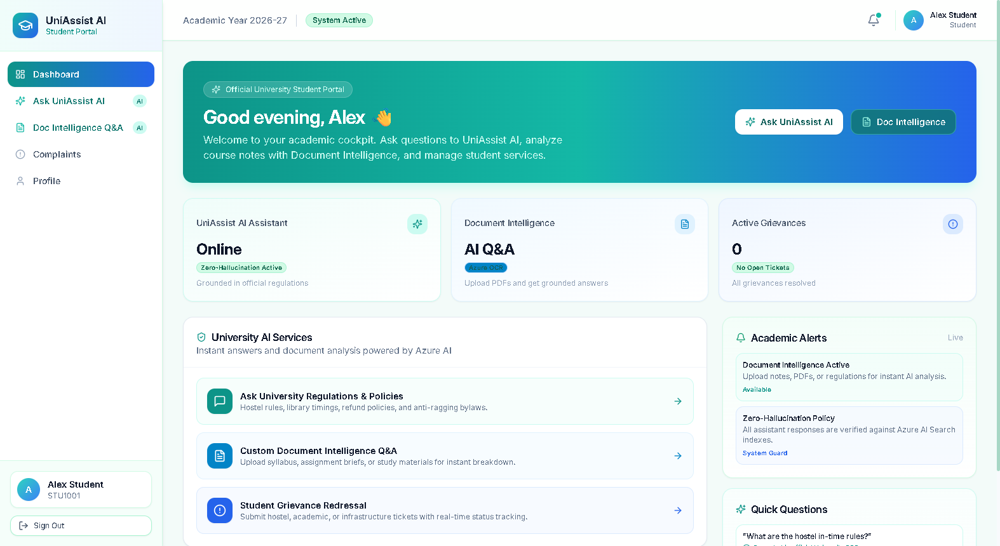 UniAssist AI
Student Portal
Dashboard
Ask UniAssist AI
AI
Doc Intelligence Q&A
AI
Complaints
Profile
A
Alex Student
STU1001
Sign Out
Academic Year 2026-27
System Active
A
Alex Student
Student
Official University Student Portal
Good evening, Alex 👋
Welcome to your academic cockpit. Ask questions to UniAssist AI, analyze
course notes with Document Intelligence, and manage student services.
Ask UniAssist AI
Doc Intelligence
UniAssist AI Assistant
Online
Zero-Hallucination Active
Grounded in official regulations
Document Intelligence
AI Q&A
Azure OCR
Upload PDFs and get grounded answers
Active Grievances
0
No Open Tickets
All grievances resolved
University AI Services
Instant answers and document analysis powered by Azure AI
Ask University Regulations & Policies
Hostel rules, library timings, refund policies, and anti-ragging bylaws.
Custom Document Intelligence Q&A
Upload syllabus, assignment briefs, or study materials for instant breakdown.
Student Grievance Redressal
Submit hostel, academic, or infrastructure tickets with real-time status tracking.
Academic Alerts
Live
Document Intelligence Active
Upload notes, PDFs, or regulations for instant AI analysis.
Available
Zero-Hallucination Policy
All assistant responses are verified against Azure AI Search
indexes.
System Guard
Quick Questions
"What are the hostel in-time rules?"